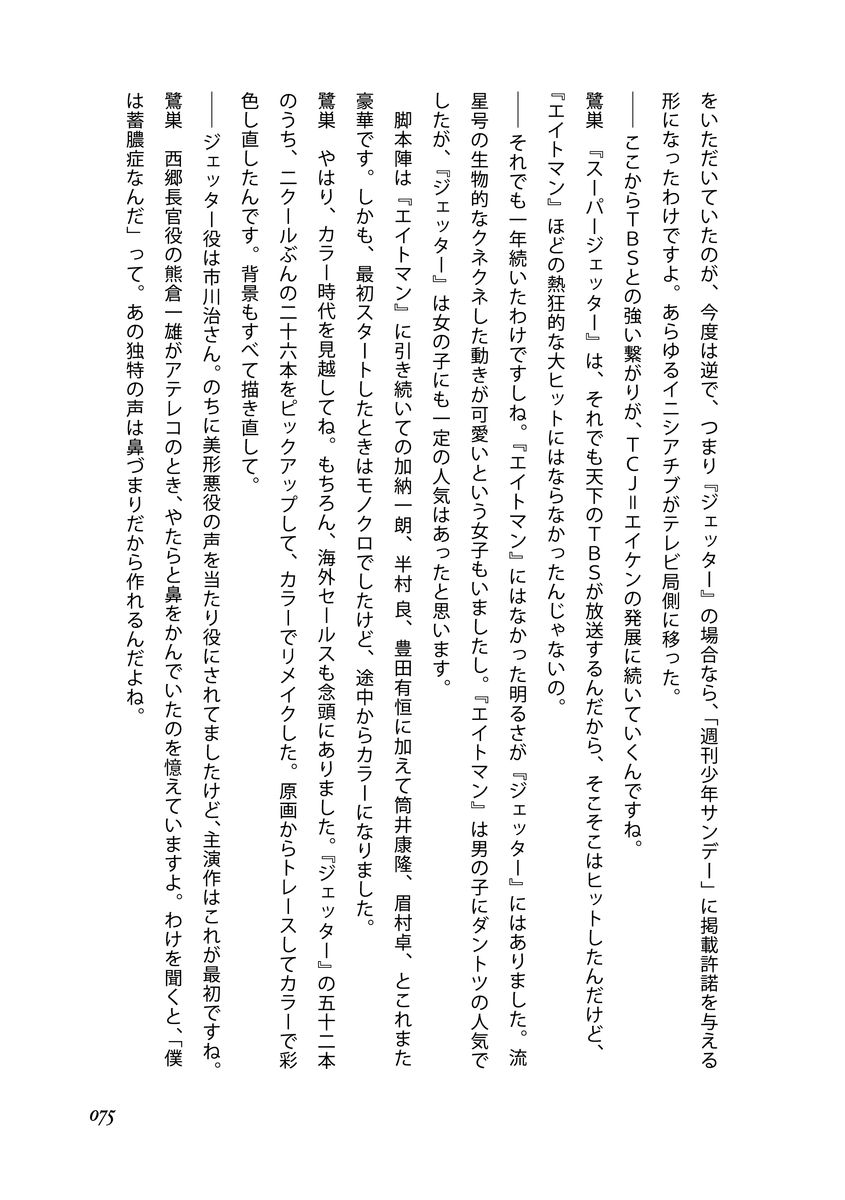 をいただいていたのが、今度は逆で、つまり『ジェッター』の場合なら、「週刊少年サンデー」に掲載許諾を与える
形になったわけですよ。あらゆるイニシアチブがテレビ局側に移った。
――ここからＴＢＳとの強い繋がりが、ＴＣＪ＝エイケンの発展に続いていくんですね。
鷺巣　『スーパージェッター』は、それでも天下のＴＢＳが放送するんだから、そこそこはヒットしたんだけど、
『エイトマン』ほどの熱狂的な大ヒットにはならなかったんじゃないの。
――それでも一年続いたわけですしね。『エイトマン』にはなかった明るさが『ジェッター』にはありました。流
星号の生物的なクネクネした動きが可愛いという女子もいましたし。『エイトマン』は男の子にダントツの人気で
したが、『ジェッター』は女の子にも一定の人気はあったと思います。
　脚本陣は『エイトマン』に引き続いての加納一朗、半村 良、豊田有恒に加えて筒井康隆、眉村卓、とこれまた
豪華です。しかも、最初スタートしたときはモノクロでしたけど、途中からカラーになりました。
鷺巣　やはり、カラー時代を見越してね。もちろん、海外セールスも念頭にありました。『ジェッター』の五十二本
のうち、二クールぶんの二十六本をピックアップして、カラーでリメイクした。原画からトレースしてカラーで彩
色し直したんです。背景もすべて描き直して。
――ジェッター役は市川治さん。のちに美形悪役の声を当たり役にされてましたけど、主演作はこれが最初ですね。
鷺巣　西郷長官役の熊倉一雄がアテレコのとき、やたらと鼻をかんでいたのを憶えていますよ。わけを聞くと、「僕
は蓄膿症なんだ」って。あの独特の声は鼻づまりだから作れるんだよね。
075